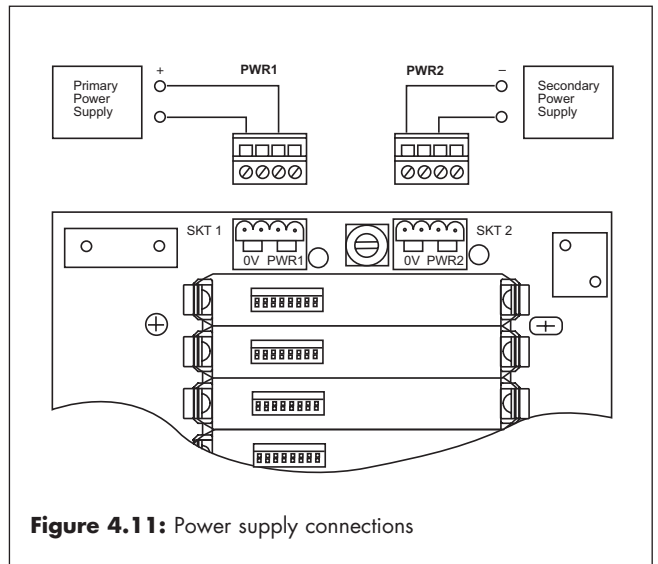 + PWR1 PWR2 –
Primary
Power
Supply
Secondary
Power
Supply
SKT 1 SKT 2
0V PWR1 0V PWR2
Figure 4.11: Power supply connections